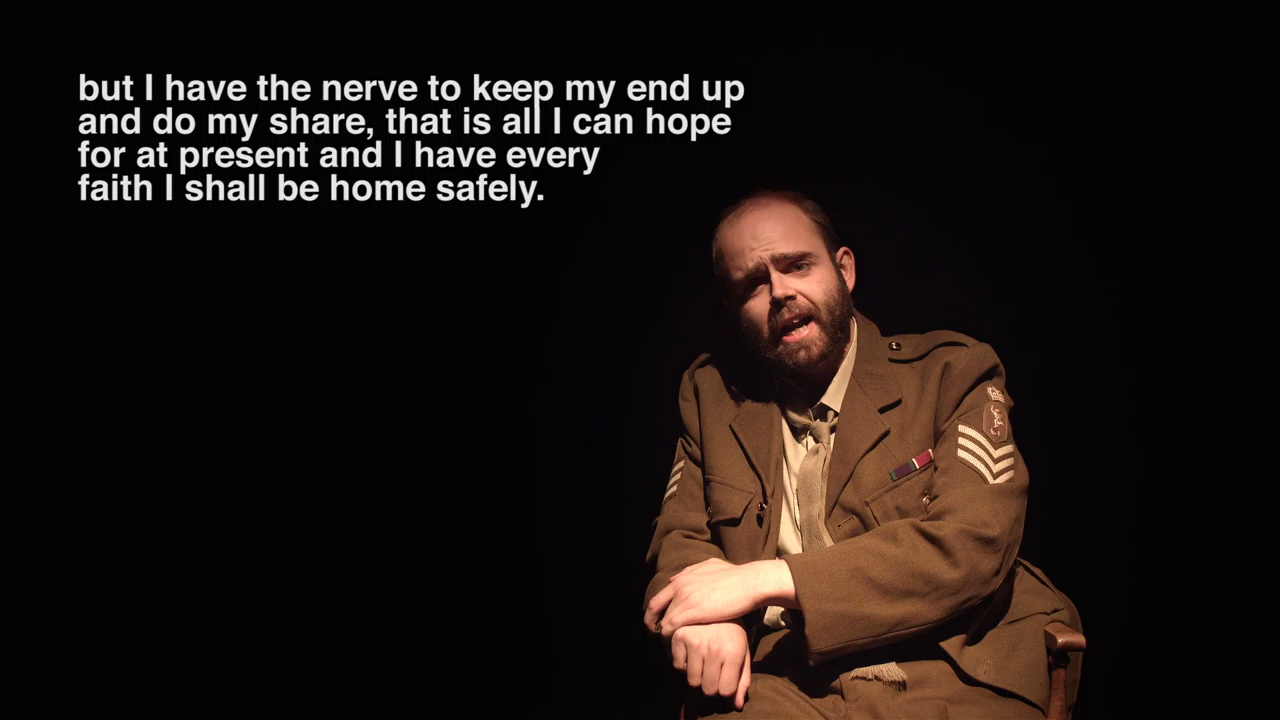 but I have the nerve to keep my end up
and do my share, that is all I can hope
for at present and I have every
faith I shall be home safely.